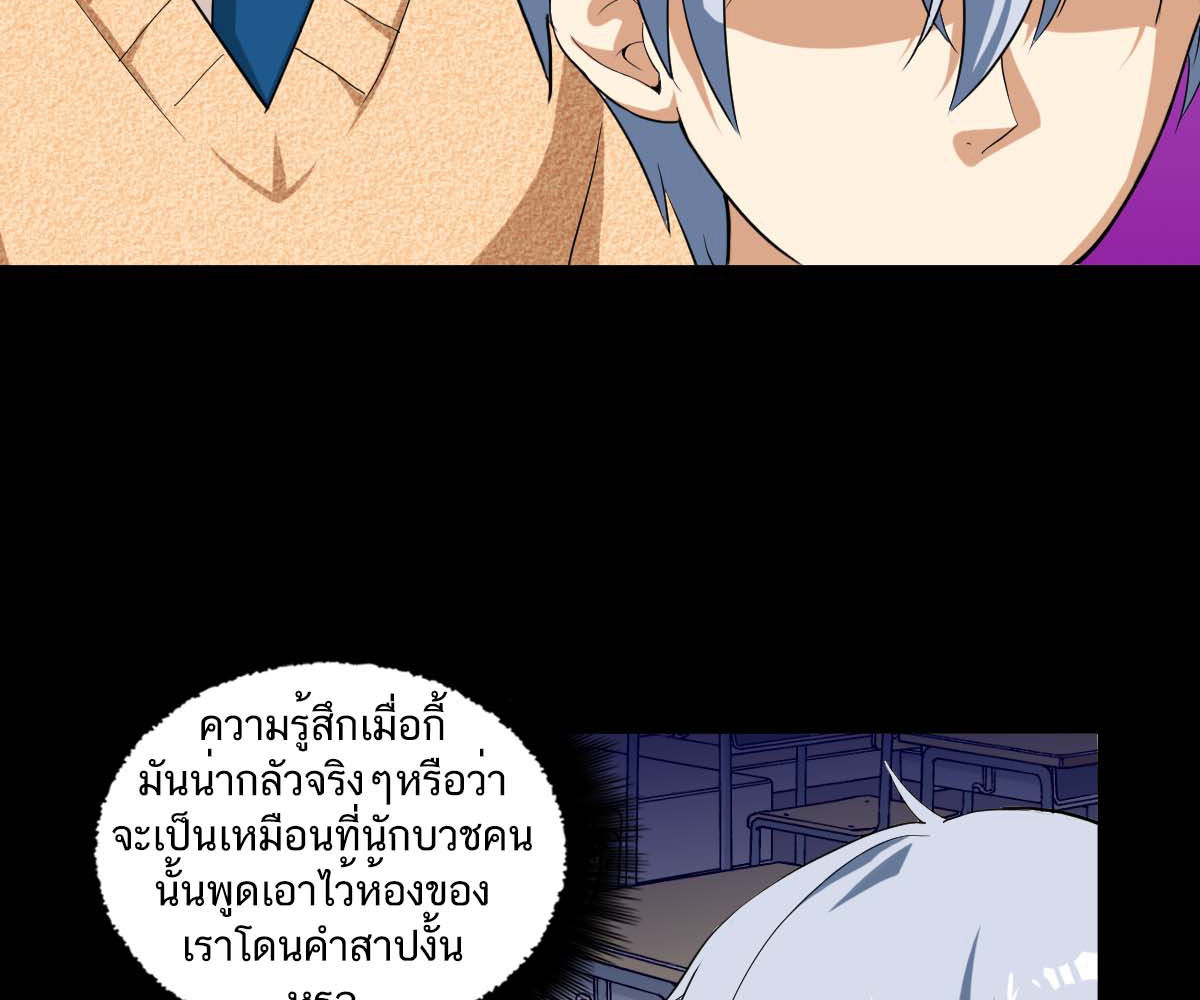 ความรู้สึกเมื่อกี้
มันน่ากลัวจริงๆหรือว่า
จะเป็นเหมือนที่นักบวชคน
นั้นพูดเอาไว้ห้องของ
เราโดนคำสาปงั้น
หรอ